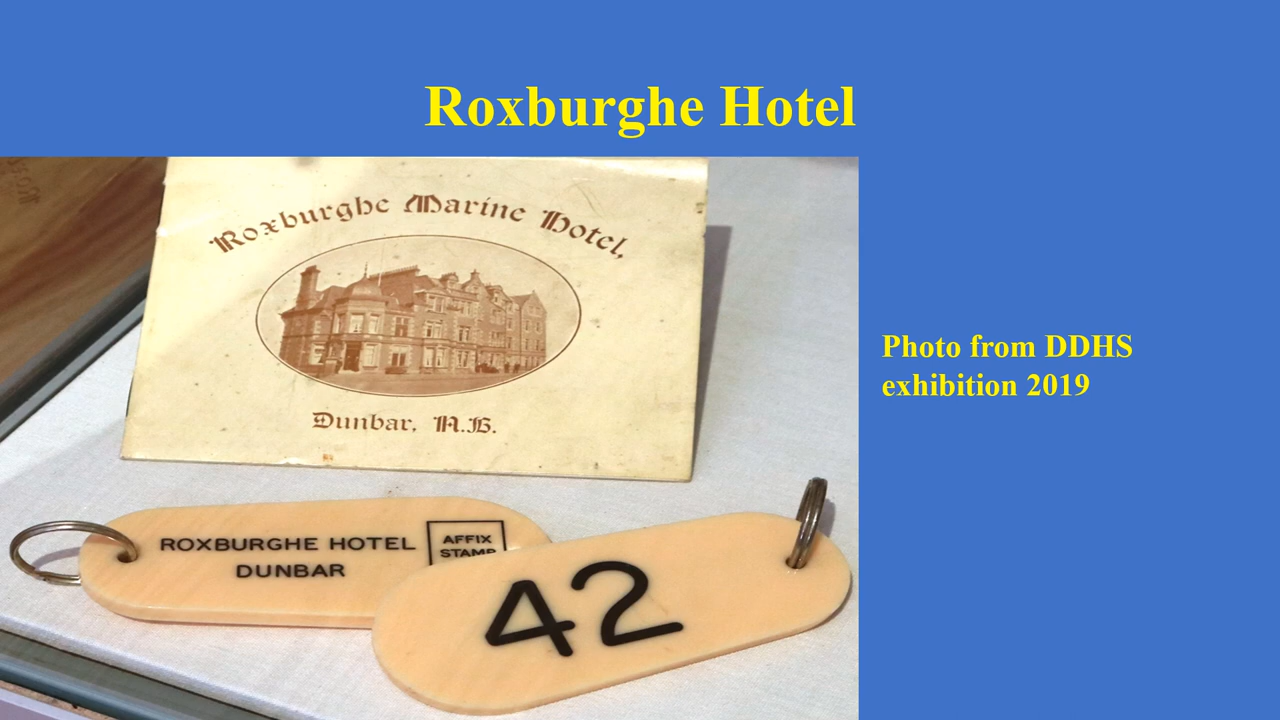 Roxburghe Hotel
Roxburghe Marine Hotel,
Dunbar, N.B.
Photo from DDHS
exhibition 2019
ROXBURGHE HOTEL
DUNBAR
AFFIX
STAMP
42